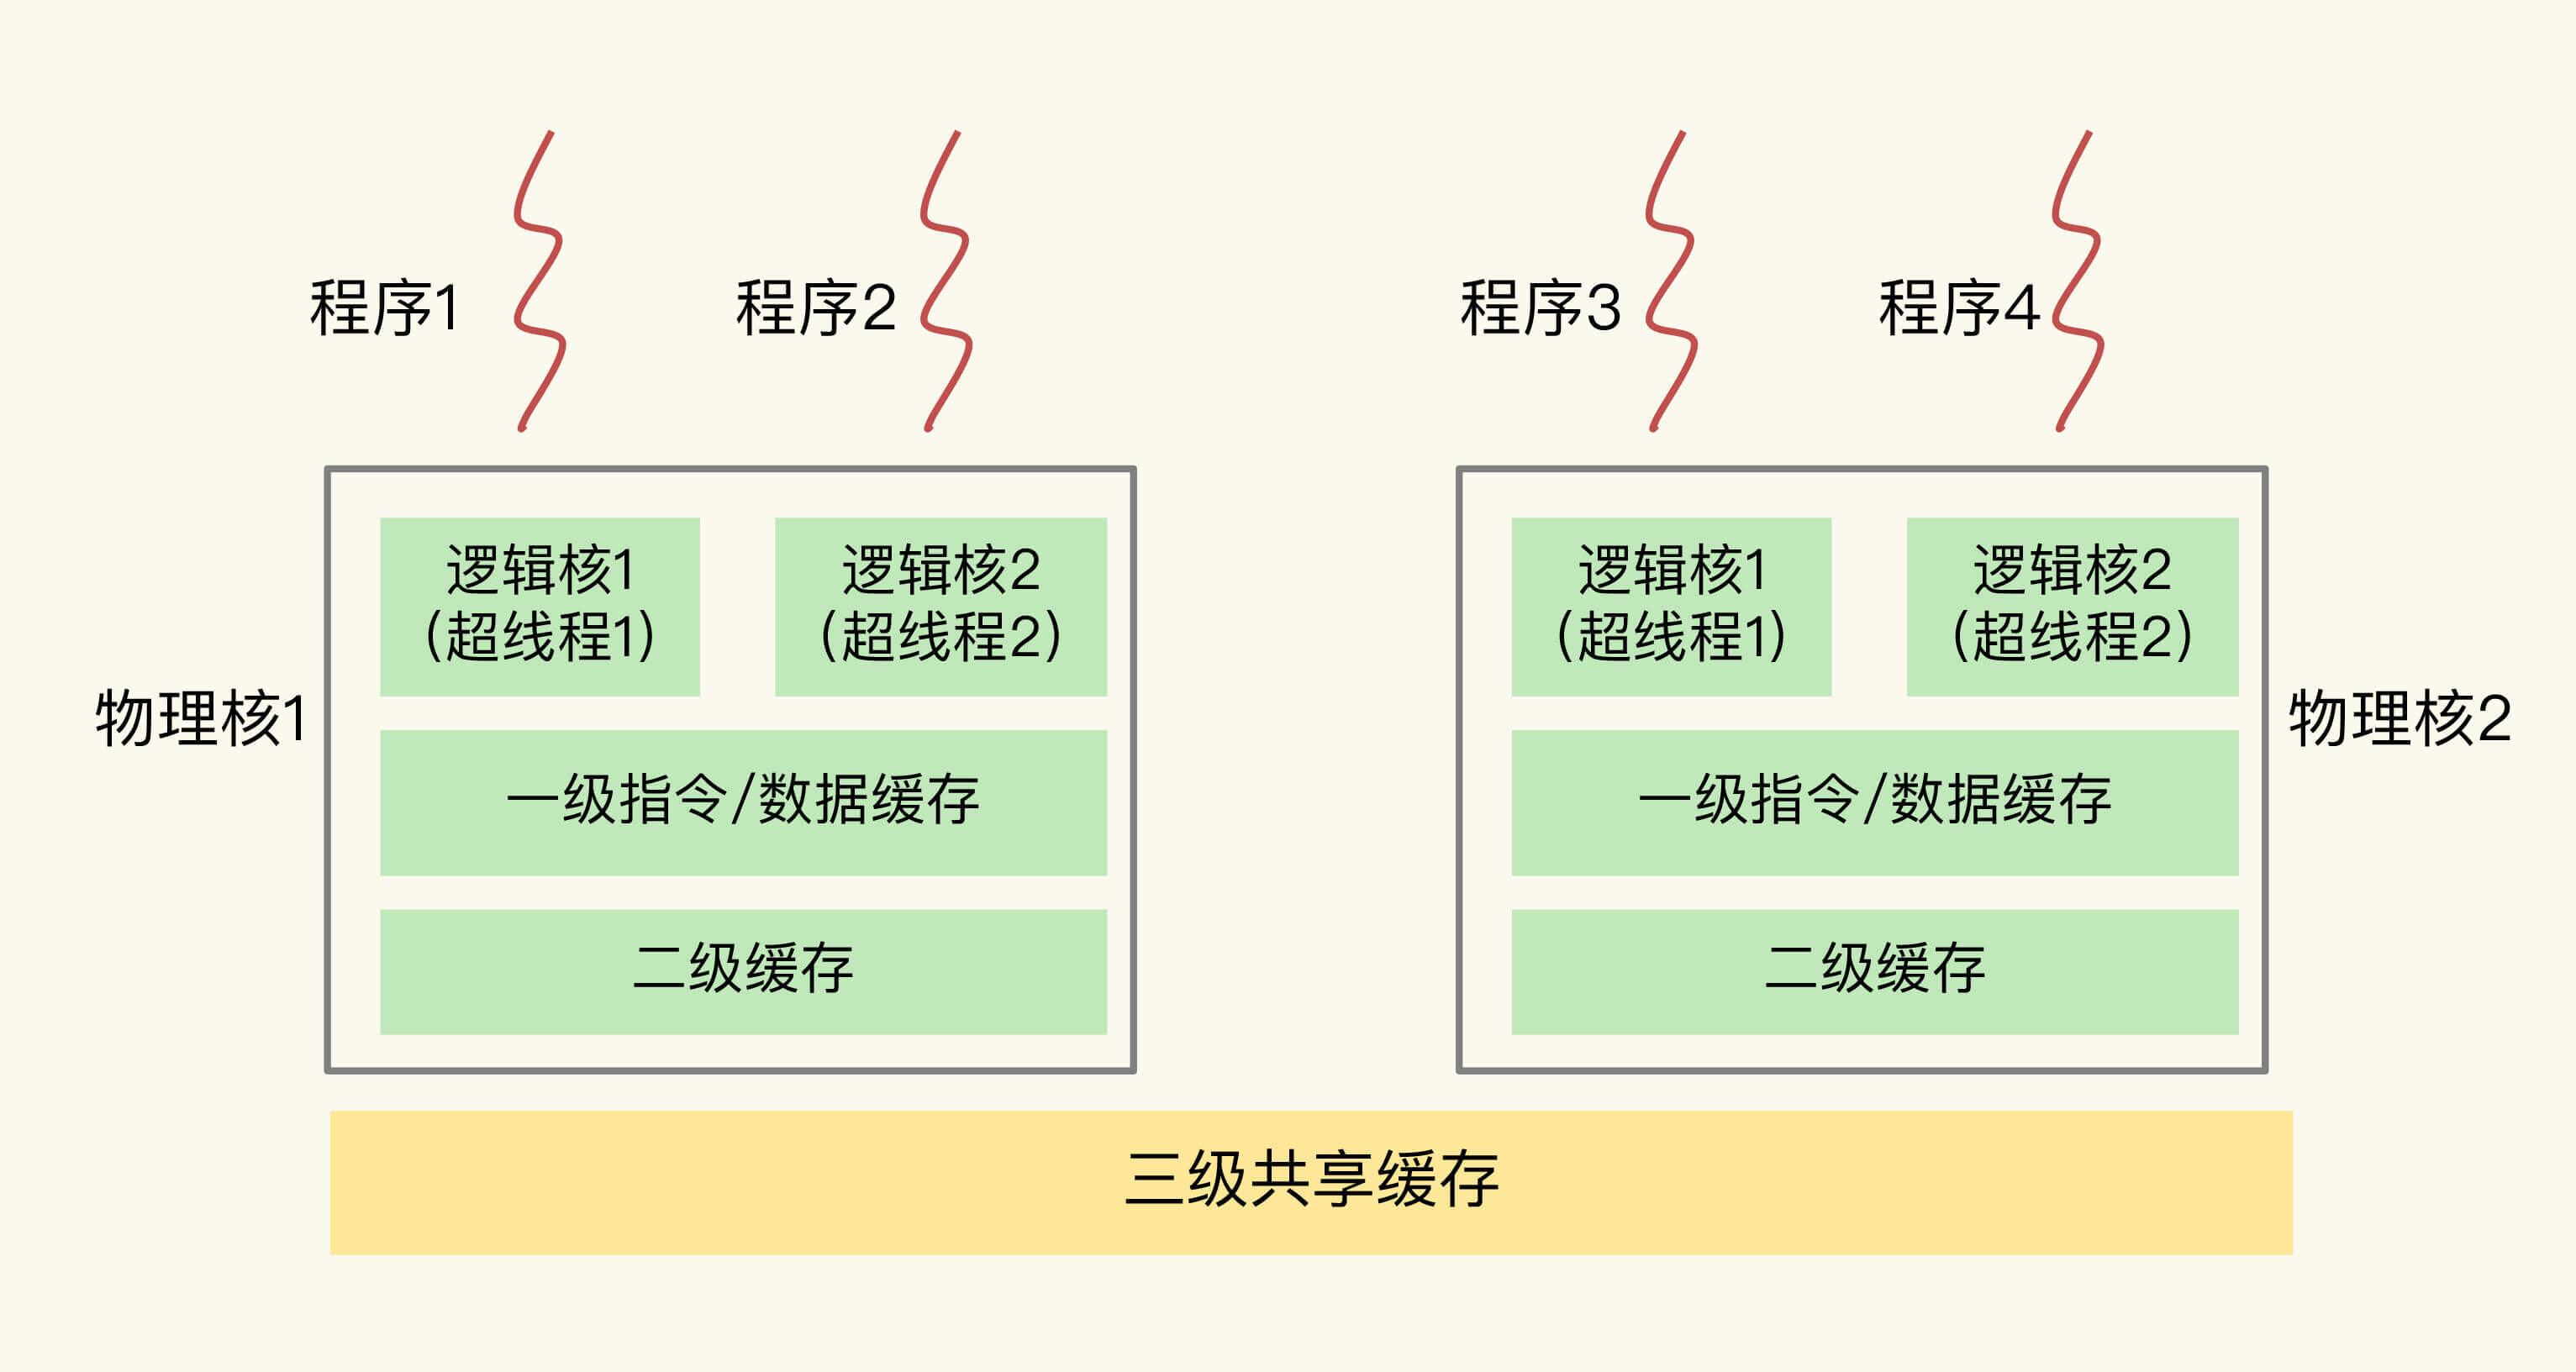 程序1
程序2
程序3
程序4
物理核1
逻辑核1
(超线程1)
逻辑核2
(超线程2)
一级指令/数据缓存
二级缓存
逻辑核1
(超线程1)
逻辑核2
(超线程2)
一级指令/数据缓存
二级缓存
物理核2
三级共享缓存